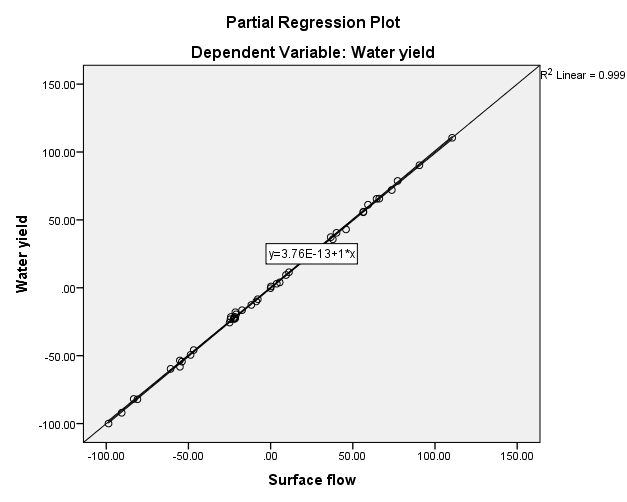 Partial Regression Plot
Dependent Variable: Water yield
R2 Linear = 0.999
150.00
100.00
50.00
.00
-50.00
-100.00
Water yield
y=3.76E-13+1*x
-100.00 -50.00 .00 50.00 100.00 150.00
Surface flow